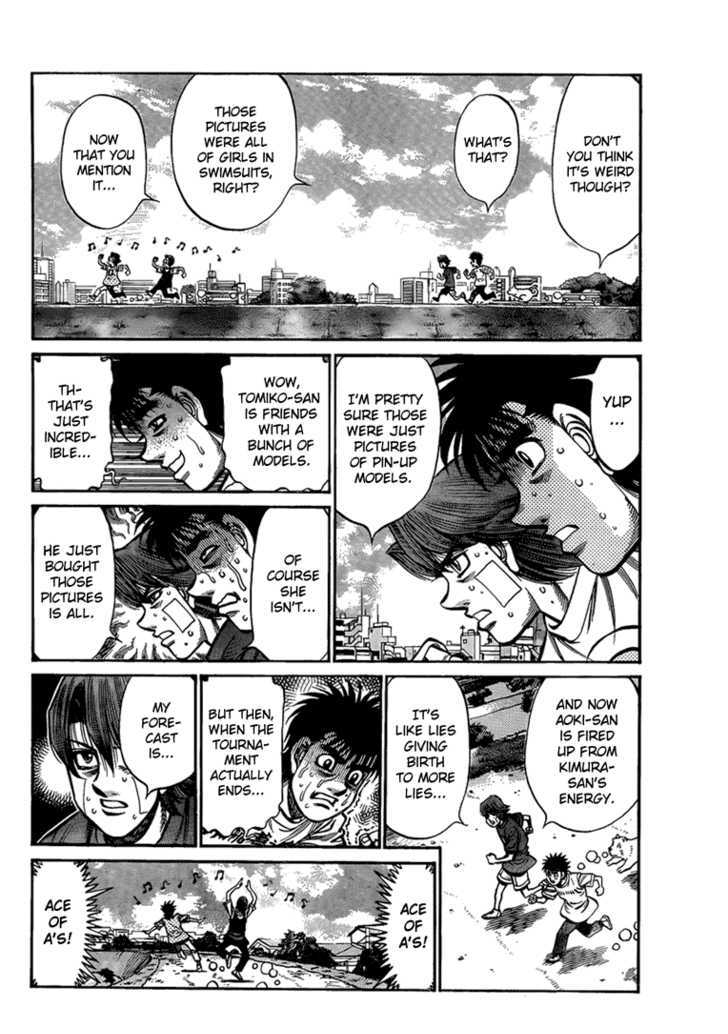 DON'T
YOU THINK
IT'S WEIRD
THOUGH?
WHAT'S
THAT?
THOSE
PICTURES
WERE ALL
OF GIRLS IN
SWIMSUITS,
RIGHT?
NOW
THAT YOU
MENTION
IT...
YUP
...
I'M PRETTY
SURE THOSE
WERE JUST
PICTURES
OF PIN-UP
MODELS.
WOW,
TOMIKO-SAN
IS FRIENDS
WITH A
BUNCH OF
MODELS.
TH-
THAT'S
JUST
INCRED-
IBLE...
OF
COURSE
SHE
ISN'T...
HE JUST
BOUGHT
THOSE
PICTURES
IS ALL.
AND NOW
AOKI-SAN
IS FIRED
UP FROM
KIMURA-
SAN'S
ENERGY.
IT'S
LIKE LIES
GIVING
BIRTH
TO MORE
LIES...
BUT THEN,
WHEN THE
TOURNA-
MENT
ACTUALLY
ENDS...
MY
FORE-
CAST
IS...
ACE
OF
A'S!
ACE
OF
A'S!